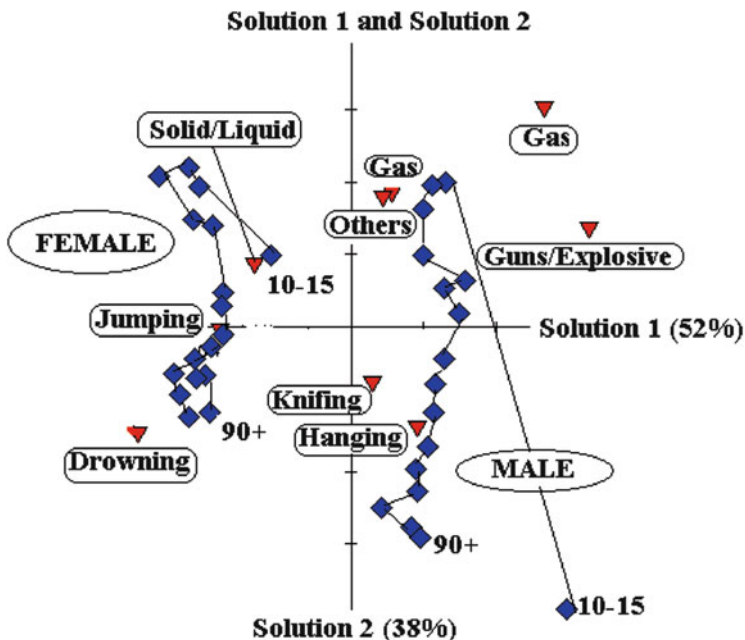 Solution 1 and Solution 2
Solid/Liquid
Gas
Gas
Others
FEMALE
Guns/Explosive
10-15
Jumping
Solution 1 (52%)
Knifing
Hanging
90+
Drowning
MALE
90+
10-15
Solution 2 (38%)